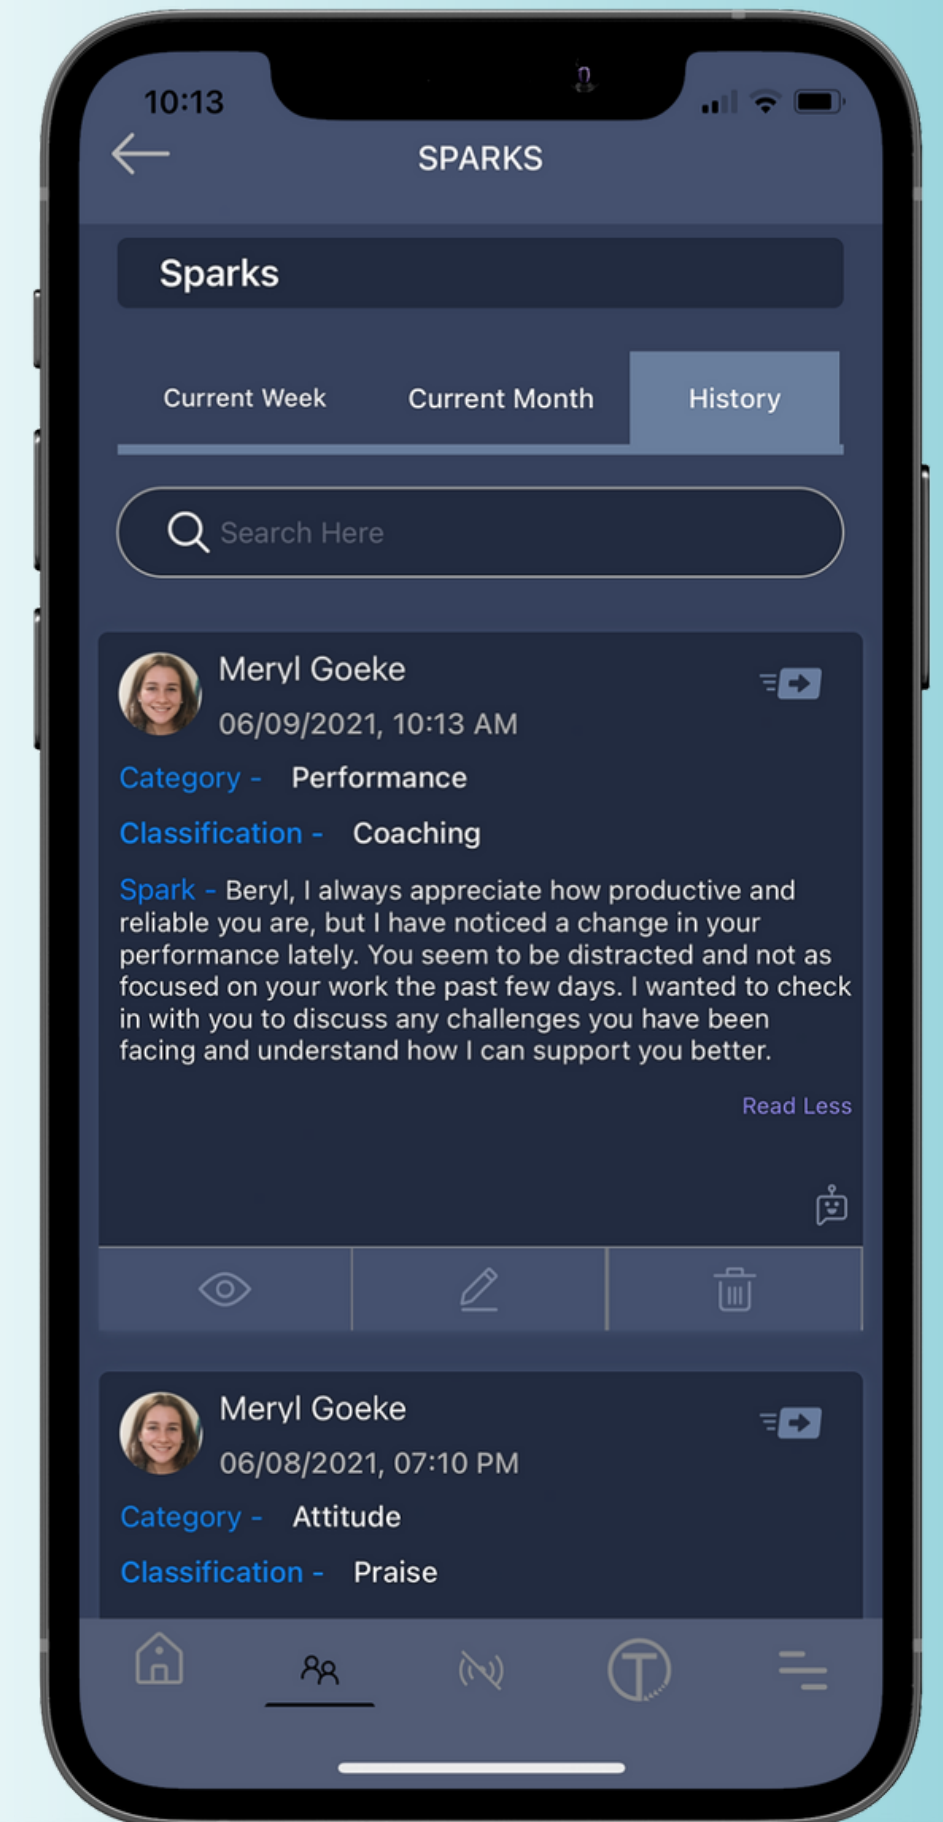 10:13
SPARKS
Sparks
Current Week Current Month History
Search Here
Meryl Goeke
06/09/2021, 10:13 AM
Category - Performance
Classification - Coaching
Spark - Beryl, I always appreciate how productive and
reliable you are, but I have noticed a change in your
performance lately. You seem to be distracted and not as
focused on your work the past few days. I wanted to check
in with you to discuss any challenges you have been
facing and understand how I can support you better.
Read Less
Meryl Goeke
06/08/2021, 07:10 PM
Category - Attitude
Classification - Praise
T